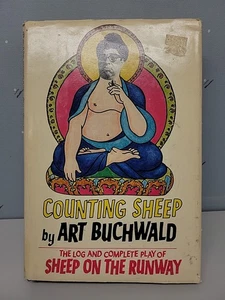 COUNTING SHEEP
by ART BUCHWALD
THE LOG AND COMPLETE PLAY OF
SHEEP ON THE RUNWAY